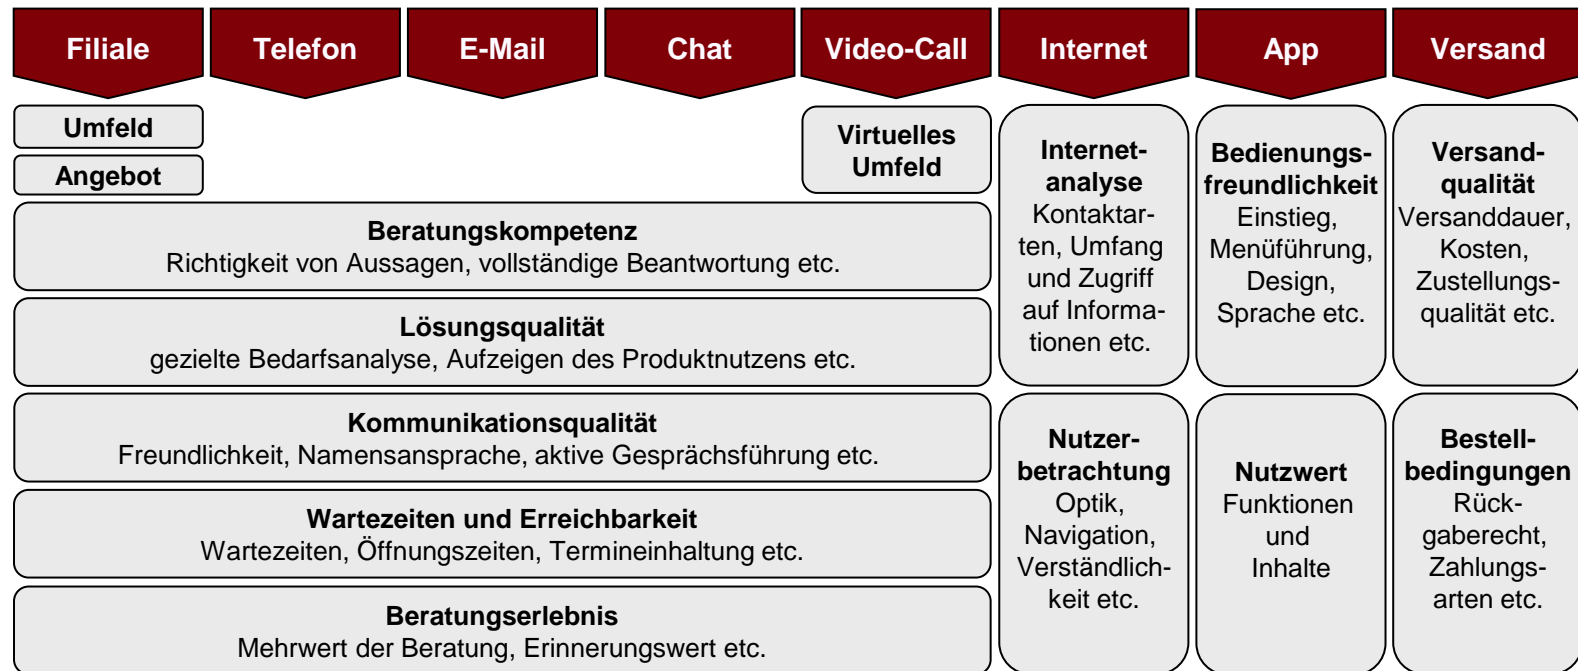 Filiale
Telefon
E-Mail
Chat
Video-Call
Internet
App
Versand
Umfeld
Angebot
Virtuelles
Umfeld
Beratungskompetenz
Richtigkeit von Aussagen, vollständige Beantwortung etc.
Lösungsqualität
gezielte Bedarfsanalyse, Aufzeigen des Produktnutzens etc.
Kommunikationsqualität
Freundlichkeit, Namensansprache, aktive Gesprächsführung etc.
Wartezeiten und Erreichbarkeit
Wartezeiten, Öffnungszeiten, Termineinhaltung etc.
Beratungserlebnis
Mehrwert der Beratung, Erinnerungswert etc.
Internet-
analyse
Kontaktar-
ten, Umfang
und Zugriff
auf Informa-
tionen etc.
Nutzer-
betrachtung
Optik,
Navigation,
Verständlich-
keit etc.
Bedienungs-
freundlichkeit
Einstieg,
Menüführung,
Design,
Sprache etc.
Nutzwert
Funktionen
und
Inhalte
Versand-
qualität
Versanddauer,
Kosten,
Zustellungs-
qualität etc.
Bestell-
bedingungen
Rück-
gaberecht,
Zahlungs-
arten etc.